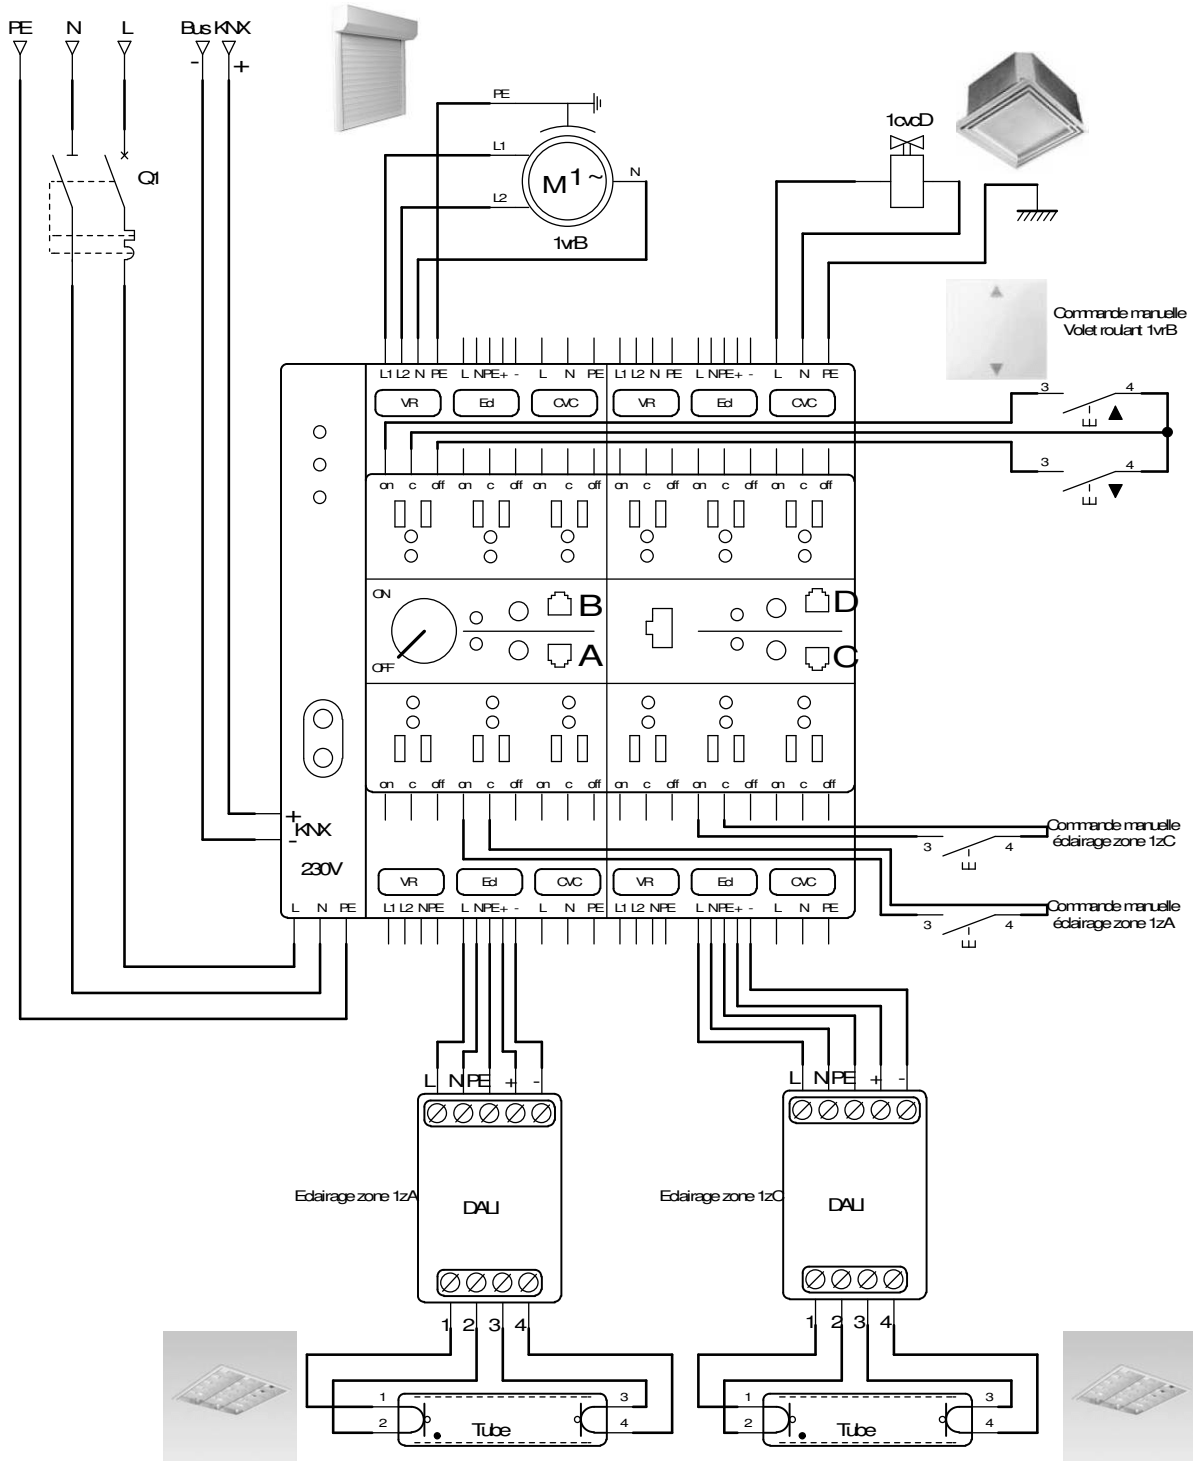 PE N L Bus KNX
- +
Q1
PE
L1
L2
N
M 1 ~
1vrB
1cvcD
Commande manuelle
Volet roulant 1vrB
L1 L2 N PE L N PE + - L N PE L1 L2 N PE L N PE + - L N PE
VR Ecl CVC VR Ecl CVC
3 4
3 4
on c off on c off on c off on c off on c off on c off
ON
OFF
B
A
D
C
on c off on c off on c off on c off on c off on c off
+
KNX
-
230V
Commande manuelle
éclairage zone 1zC
3 4
VR Ecl CVC VR Ecl CVC
L N PE L1 L2 N PE L N PE + - L N PE L1 L2 N PE L N PE + - L N PE
Commande manuelle
éclairage zone 1zA
3 4
L N PE + -
L N PE + -
Eclairage zone 1zA
DALI
Eclairage zone 1zC
DALI
1 2 3 4
1 2 3 4
1 3
2 4
Tube
1 3
2 4
Tube